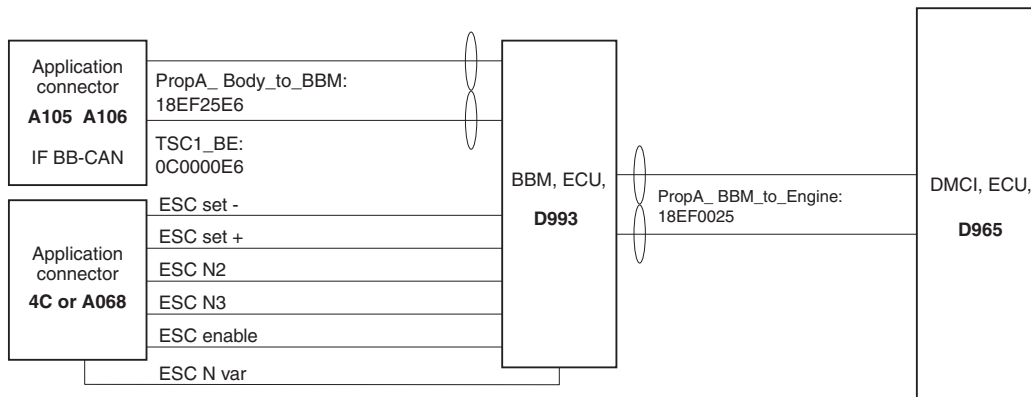 Application
connector
A105 A106
IF BB-CAN
PropA_ Body_to_BBM:
18EF25E6
TSC1_BE:
0C0000E6
Application
connector
4C or A068
ESC set -
ESC set +
ESC N2
ESC N3
ESC enable
ESC N var
BBM, ECU,
D993
PropA_ BBM_to_Engine:
18EF0025
DMCI, ECU,
D965